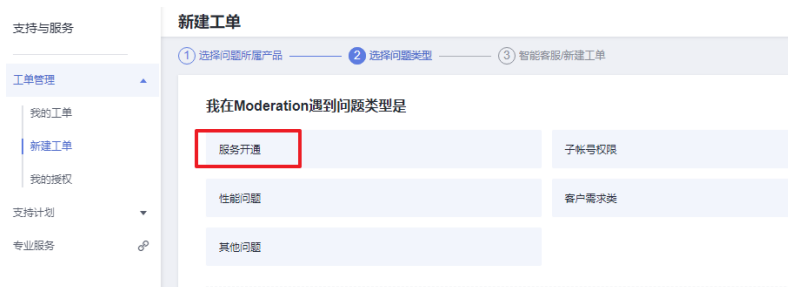 支持与服务
工单管理
我的工单
新建工单
我的授权
支持计划
专业服务
新建工单
1 选择问题所属产品 2 选择问题类型 3 智能客服/新建工单
我在Moderation遇到问题类型是
服务开通 子帐号权限
性能问题 客户需求类
其他问题